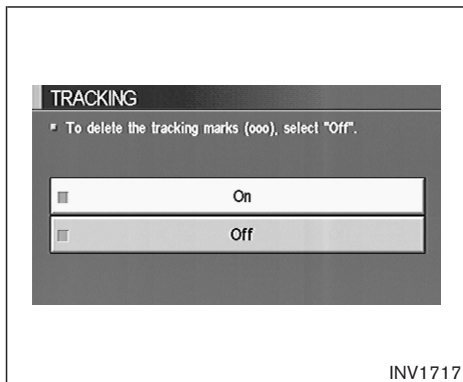 TRACKING
To delete the tracking marks (ooo), select "Off".
On
Off
INV1717